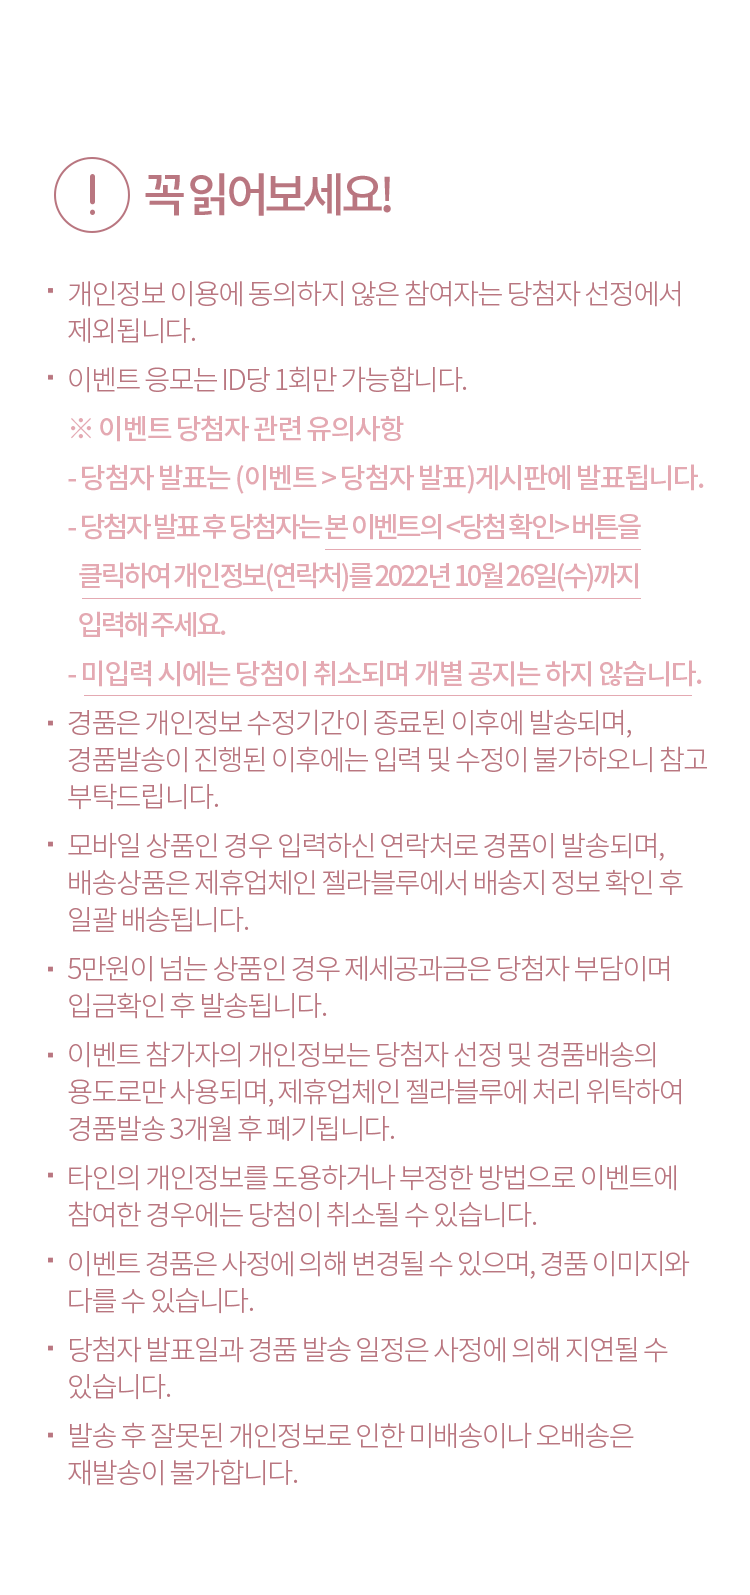 꼭 읽어보세요!
개인정보 이용에 동의하지 않은 참여자는 당첨자 선정에서
제외됩니다.
이벤트 응모는 ID당 1회만 가능합니다.
※ 이벤트 당첨자 관련 유의사항
- 당첨자 발표는 (이벤트 > 당첨자 발표)게시판에 발표됩니다.
- 당첨자 발표 후 당첨자는 본 이벤트의 <당첨 확인> 버튼을
클릭하여 개인정보(연락처)를 2022년 10월 26일(수)까지
입력해 주세요.
- 미입력 시에는 당첨이 취소되며 개별 공지는 하지 않습니다.
경품은 개인정보 수정기간이 종료된 이후에 발송되며,
경품발송이 진행된 이후에는 입력 및 수정이 불가하오니 참고
부탁드립니다.
모바일 상품인 경우 입력하신 연락처로 경품이 발송되며,
배송상품은 제휴업체인 젤라블루에서 배송지 정보 확인 후
일괄 배송됩니다.
5만원이 넘는 상품인 경우 제세공과금은 당첨자 부담이며
입금확인 후 발송됩니다.
이벤트 참가자의 개인정보는 당첨자 선정 및 경품배송의
용도로만 사용되며, 제휴업체인 젤라블루에 처리 위탁하여
경품발송 3개월 후 폐기됩니다.
타인의 개인정보를 도용하거나 부정한 방법으로 이벤트에
참여한 경우에는 당첨이 취소될 수 있습니다.
이벤트 경품은 사정에 의해 변경될 수 있으며, 경품 이미지와
다를 수 있습니다.
당첨자 발표일과 경품 발송 일정은 사정에 의해 지연될 수
있습니다.
발송 후 잘못된 개인정보로 인한 미배송이나 오배송은
재발송이 불가합니다.